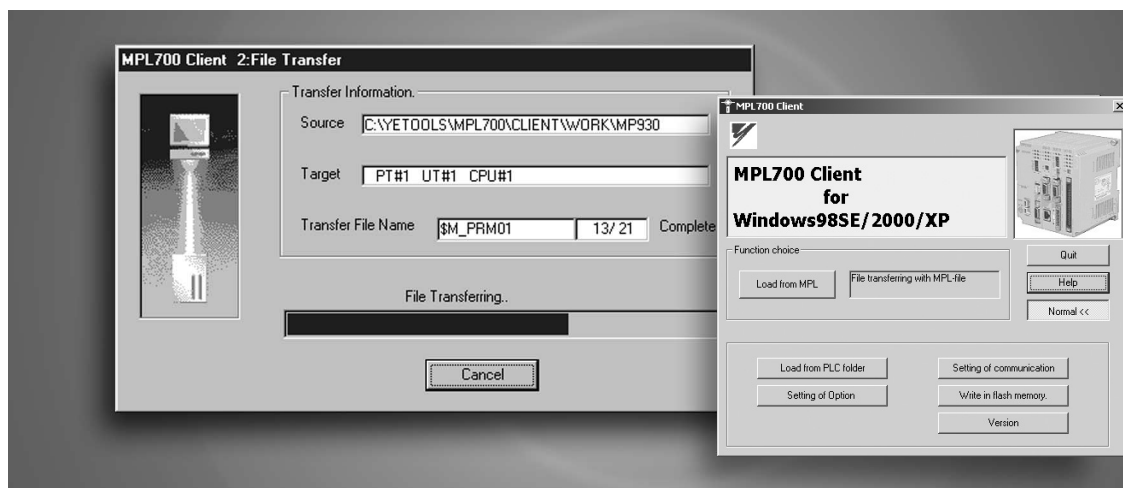 MPL700 Client 2:File Transfer
Transfer Information.
Source C:\YETOOLS\MPL700\CLIENT\WORK\MP930
Target PT#1 UT#1 CPU#1
Transfer File Name $M_PRM01 13/ 21 Complete
File Transferring..
Cancel
MPL700 Client
MPL700 Client
for
Windows98SE/2000/XP
Function choice
Load from MPL File transferring with MPL-file
Quit
Help
Normal <<
Load from PLC folder Setting of communication
Setting of Option Write in flash memory.
Version